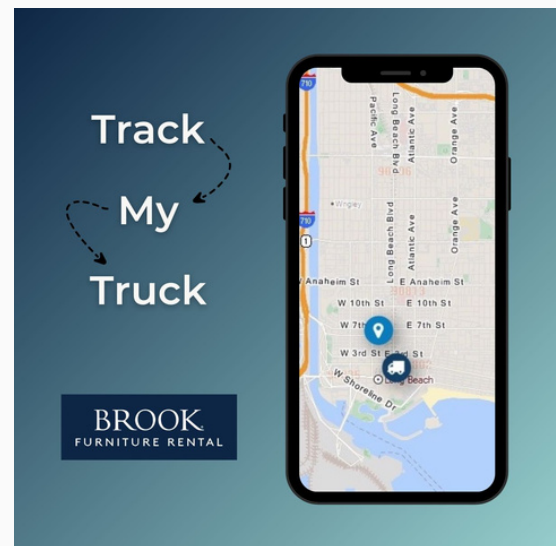 Track
My
Truck
BROOK
FURNITURE RENTAL
710
Pacific Ave
Long Beach Blvd
Atlantic Ave
Orange Ave
Wrigley
710
1
Long Beach Blvd
Atlantic Ave
Orange Ave
W Anaheim St
E Anaheim St
W 10th St
E 10th St
W 7th
E 7th St
W 3rd St
E 3rd St
Long Beach
W Shoreline Dr